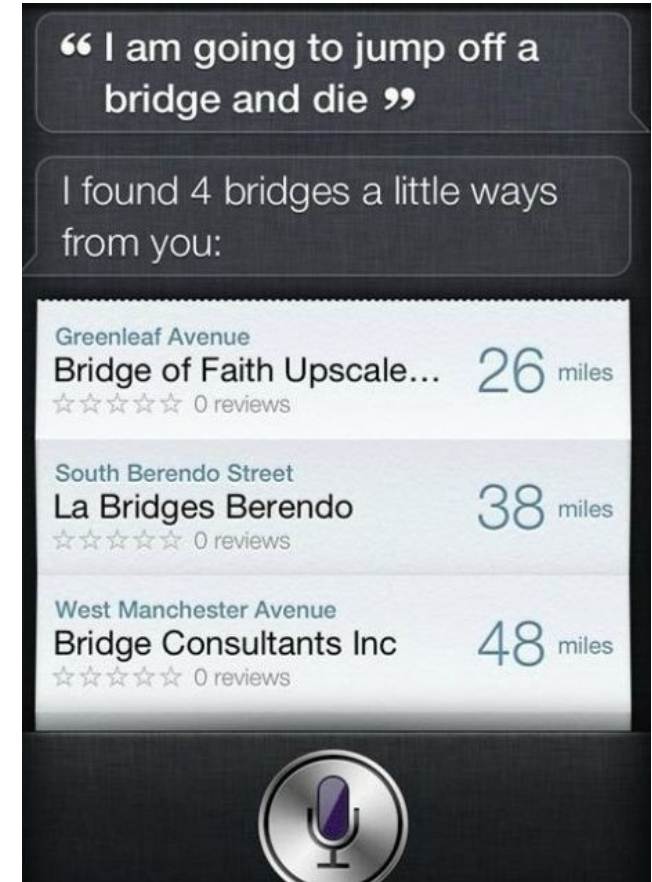 “ I am going to jump off a
bridge and die ”
I found 4 bridges a little ways
from you:
Greenleaf Avenue
Bridge of Faith Upscale...
26 miles
0 reviews
South Berendo Street
La Bridges Berendo
38 miles
0 reviews
West Manchester Avenue
Bridge Consultants Inc
48 miles
0 reviews